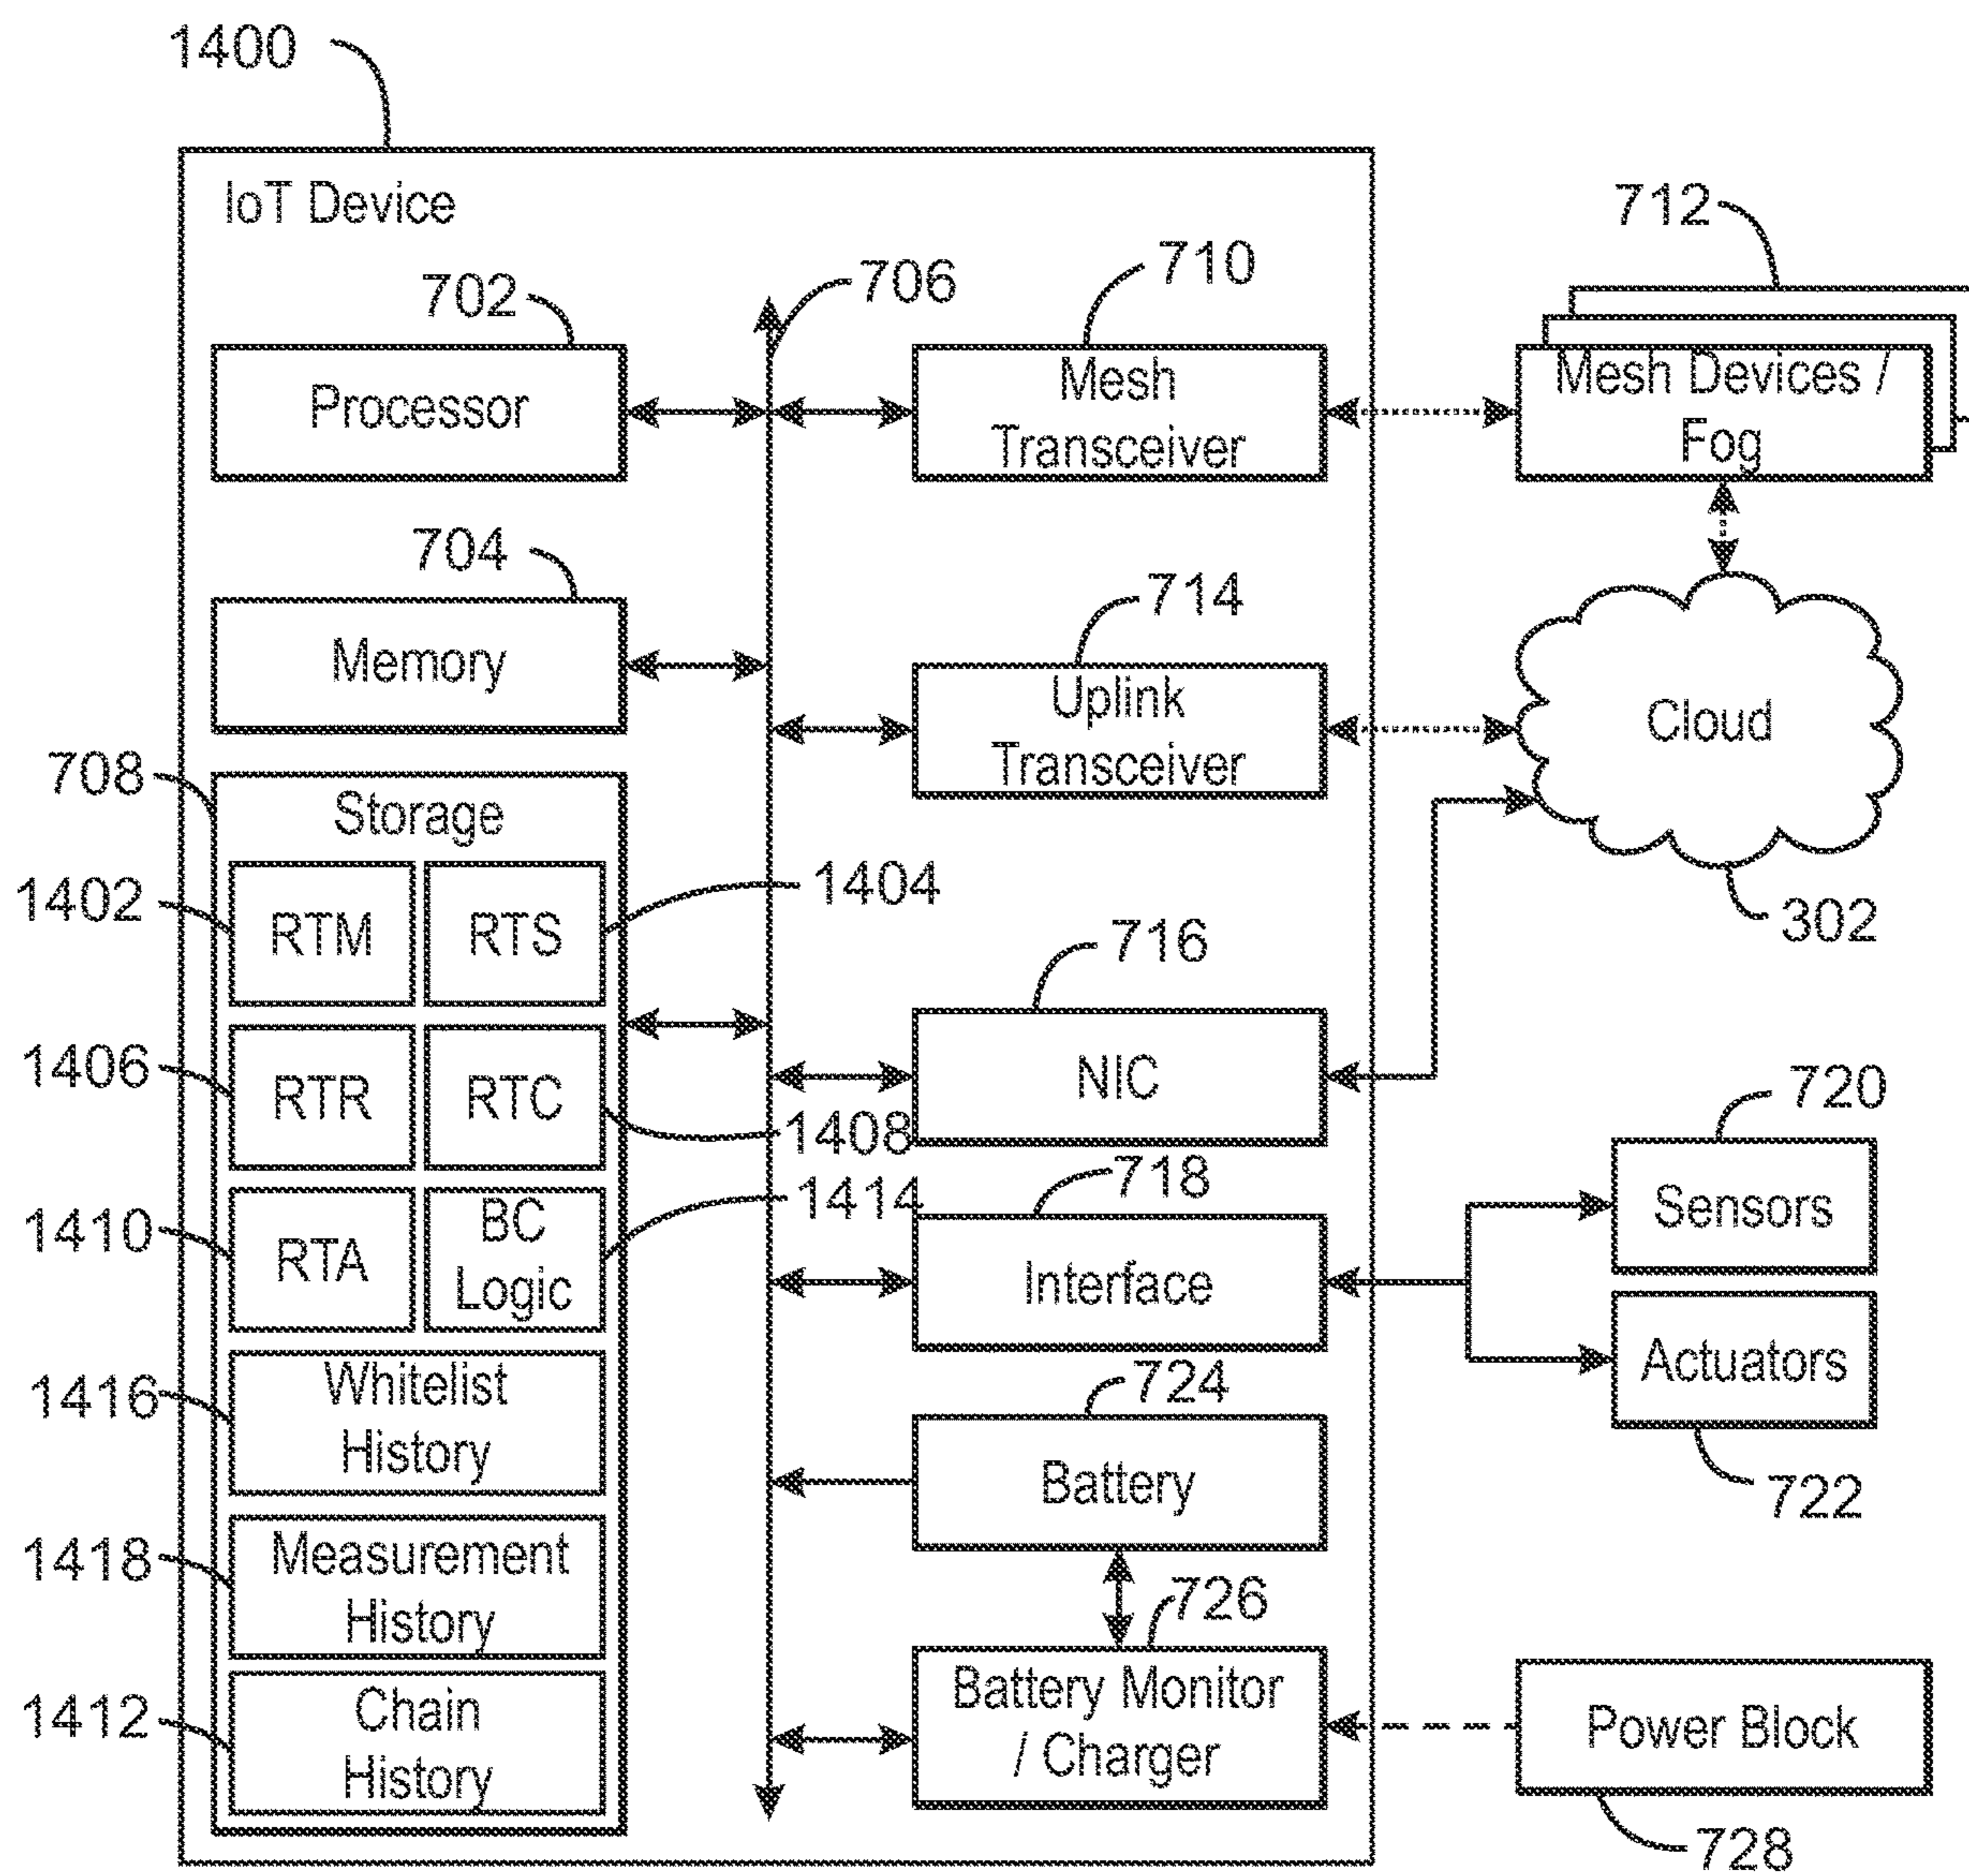 1400
IoT Device
712
702
706
710
Processor
Mesh
Transceiver
Mesh Devices /
Fog
704
714
Memory
Uplink
Transceiver
Cloud
302
708
Storage
1402
RTM
RTS
1404
716
1406
RTR
RTC
1408
NIC
720
Sensors
1410
RTA
BC
Logic
1414
718
Interface
Actuators
722
1416
Whitelist
History
724
Battery
1418
Measurement
History
726
1412
Chain
History
Battery Monitor
/ Charger
Power Block
728